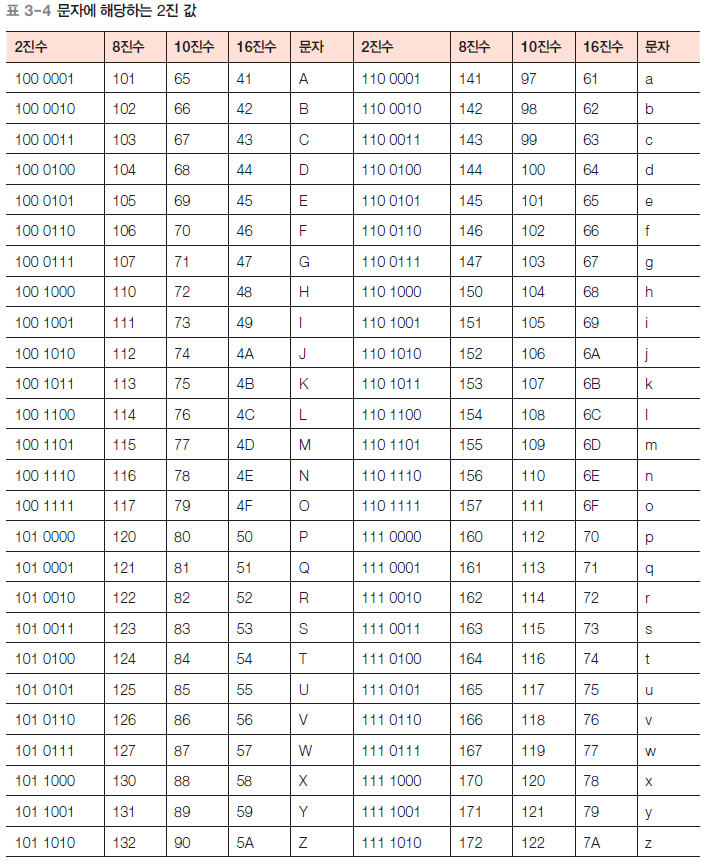 표 3-4 문자에 해당하는 2진 값
2진수 8진수 10진수 16진수 문자 2진수 8진수 10진수 16진수 문자
100 0001 101 65 41 A 110 0001 141 97 61 a
100 0010 102 66 42 B 110 0010 142 98 62 b
100 0011 103 67 43 C 110 0011 143 99 63 c
100 0100 104 68 44 D 110 0100 144 100 64 d
100 0101 105 69 45 E 110 0101 145 101 65 e
100 0110 106 70 46 F 110 0110 146 102 66 f
100 0111 107 71 47 G 110 0111 147 103 67 g
100 1000 110 72 48 H 110 1000 150 104 68 h
100 1001 111 73 49 I 110 1001 151 105 69 i
100 1010 112 74 4A J 110 1010 152 106 6A j
100 1011 113 75 4B K 110 1011 153 107 6B k
100 1100 114 76 4C L 110 1100 154 108 6C l
100 1101 115 77 4D M 110 1101 155 109 6D m
100 1110 116 78 4E N 110 1110 156 110 6E n
100 1111 117 79 4F O 110 1111 157 111 6F o
101 0000 120 80 50 P 111 0000 160 112 70 p
101 0001 121 81 51 Q 111 0001 161 113 71 q
101 0010 122 82 52 R 111 0010 162 114 72 r
101 0011 123 83 53 S 111 0011 163 115 73 s
101 0100 124 84 54 T 111 0100 164 116 74 t
101 0101 125 85 55 U 111 0101 165 117 75 u
101 0110 126 86 56 V 111 0110 166 118 76 v
101 0111 127 87 57 W 111 0111 167 119 77 w
101 1000 130 88 58 X 111 1000 170 120 78 x
101 1001 131 89 59 Y 111 1001 171 121 79 y
101 1010 132 90 5A Z 111 1010 172 122 7A z